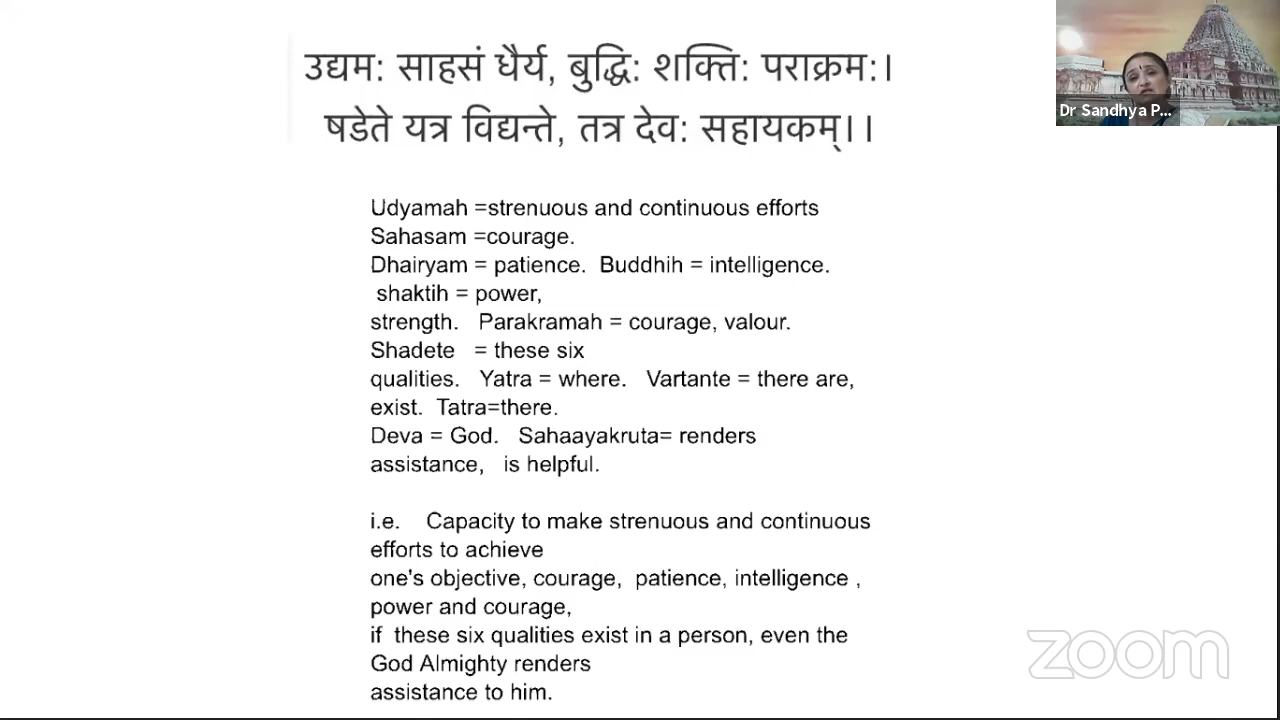 उद्यम: साहसं धैर्य, बुद्धि: शक्ति: पराक्रम:।
षडेते यत्र विद्यन्ते, तत्र देव: सहायकम्।।
Dr Sandhya P...
Udyamah =strenuous and continuous efforts
Sahasam =courage.
Dhairyam = patience. Buddhih = intelligence.
shaktih = power,
strength. Parakramah = courage, valour.
Shadete = these six
qualities. Yatra = where. Vartante = there are,
exist. Tatra=there.
Deva = God. Sahaayakruta= renders
assistance, is helpful.
i.e. Capacity to make strenuous and continuous
efforts to achieve
one's objective, courage, patience, intelligence ,
power and courage,
if these six qualities exist in a person, even the
God Almighty renders
assistance to him.
zoom